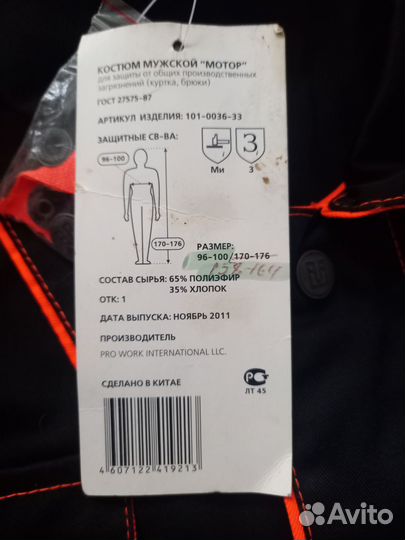 КОСТЮМ МУЖСКОЙ "МОТОР"
для защиты от общих производственных
загрязнений (куртка, брюки)
ГОСТ 27575-87
АРТИКУЛ ИЗДЕЛИЯ: 101-0036-33
ЗАЩИТНЫЕ СВ-ВА:
З
Ми З
96-100
170-176
РАЗМЕР:
96-100/170-176
158-164
СОСТАВ СЫРЬЯ: 65% ПОЛИЭФИР
35% ХЛОПОК
ОТК: 1
ДАТА ВЫПУСКА: НОЯБРЬ 2011
ПРОИЗВОДИТЕЛЬ
PRO WORK INTERNATIONAL LLC.
СДЕЛАНО В КИТАЕ
РС
ЛТ 45
4 607122 419213
Avito